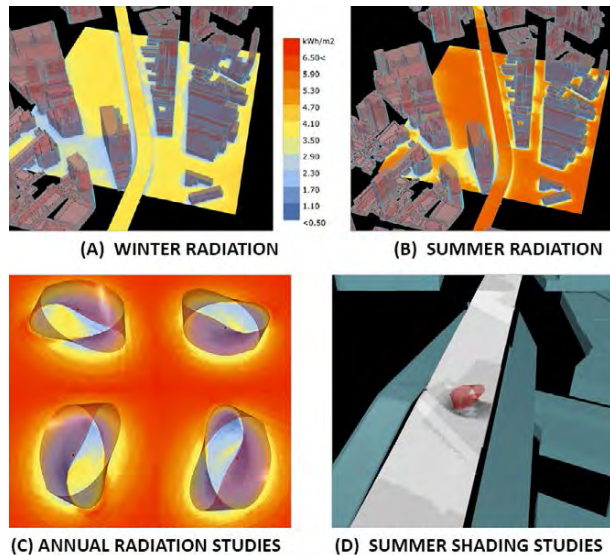 kWh/m2
6.50<
5.90
5.30
4.70
4.10
3.50
2.90
2.30
1.70
1.10
<0.50
(A) WINTER RADIATION
(B) SUMMER RADIATION
(C) ANNUAL RADIATION STUDIES
(D) SUMMER SHADING STUDIES